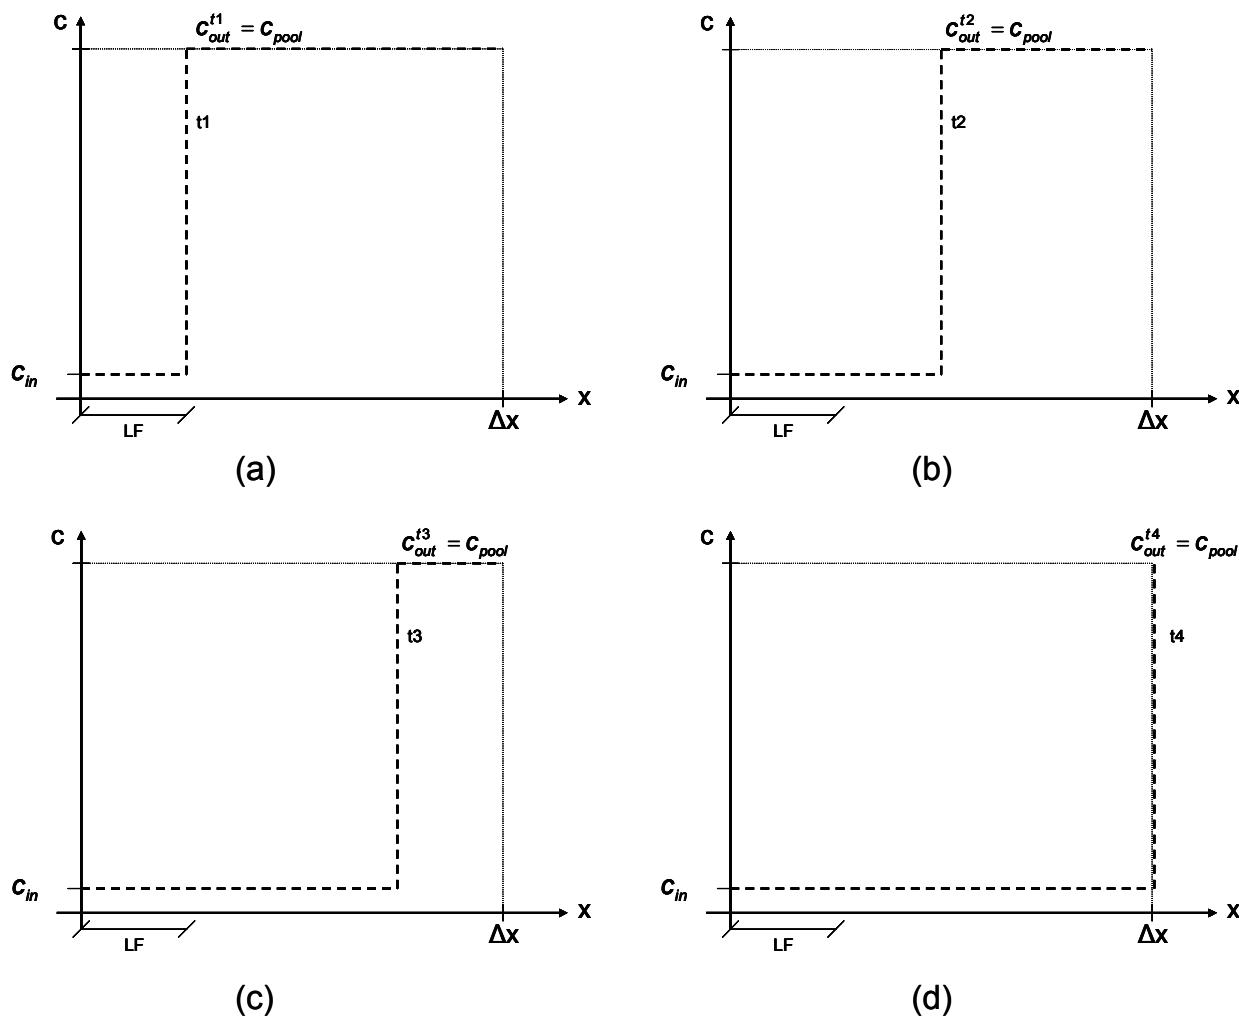 c
c_out^t1 = c_pool
t1
c_in
x
LF
Δx
(a)
c
c_out^t2 = c_pool
t2
c_in
x
LF
Δx
(b)
c
c_out^t3 = c_pool
t3
c_in
x
LF
Δx
(c)
c
c_out^t4 = c_pool
t4
c_in
x
LF
Δx
(d)